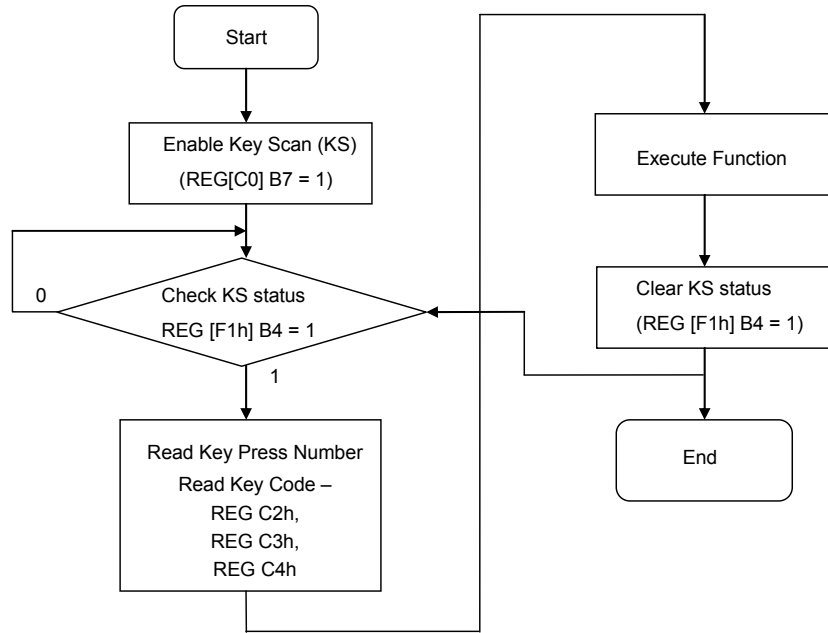 Start
Enable Key Scan (KS)
(REG[C0] B7 = 1)
0
Check KS status
REG [F1h] B4 = 1
1
Read Key Press Number
Read Key Code –
REG C2h,
REG C3h,
REG C4h
Execute Function
Clear KS status
(REG [F1h] B4 = 1)
End